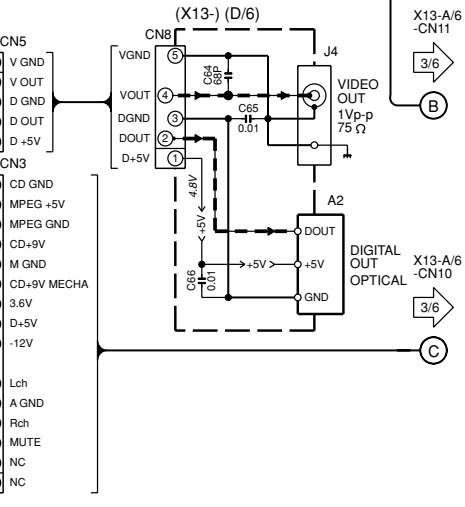 (X13-) (D/6)
CN5
V GND
V OUT
D GND
D OUT
D +5V
CN3
CD GND
MPEG +5V
MPEG GND
CD+9V
M GND
CD+9V MECHA
3.6V
D+5V
-12V
Lch
A GND
Rch
MUTE
NC
NC
CN8
VGND
5
VOUT
4
DGND
3
DOUT
2
D+5V
1
C64
68P
C65
0.01
4.8V
+5V
C66
0.01
+5V
J4
VIDEO
OUT
1Vp-p
75 Ω
A2
DOUT
+5V
GND
DIGITAL
OUT
OPTICAL
X13-A/6
-CN11
3/6
B
X13-A/6
-CN10
3/6
C